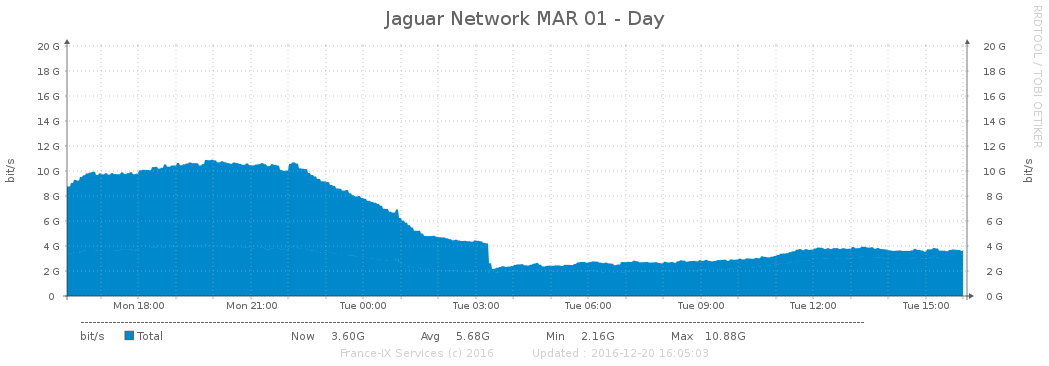 Jaguar Network MAR 01 - Day
RRDTOOL / TOBI OETIKER
bit/s
20 G 20 G
18 G 18 G
16 G 16 G
14 G 14 G
12 G 12 G
10 G 10 G
8 G 8 G
6 G 6 G
4 G 4 G
2 G 2 G
0 0 G
bit/s
Mon 18:00 Mon 21:00 Tue 00:00 Tue 03:00 Tue 06:00 Tue 09:00 Tue 12:00 Tue 15:00
bit/s Total Now 3.60G Avg 5.68G Min 2.16G Max 10.88G
France-IX Services (c) 2016 Updated : 2016-12-20 16:05:03